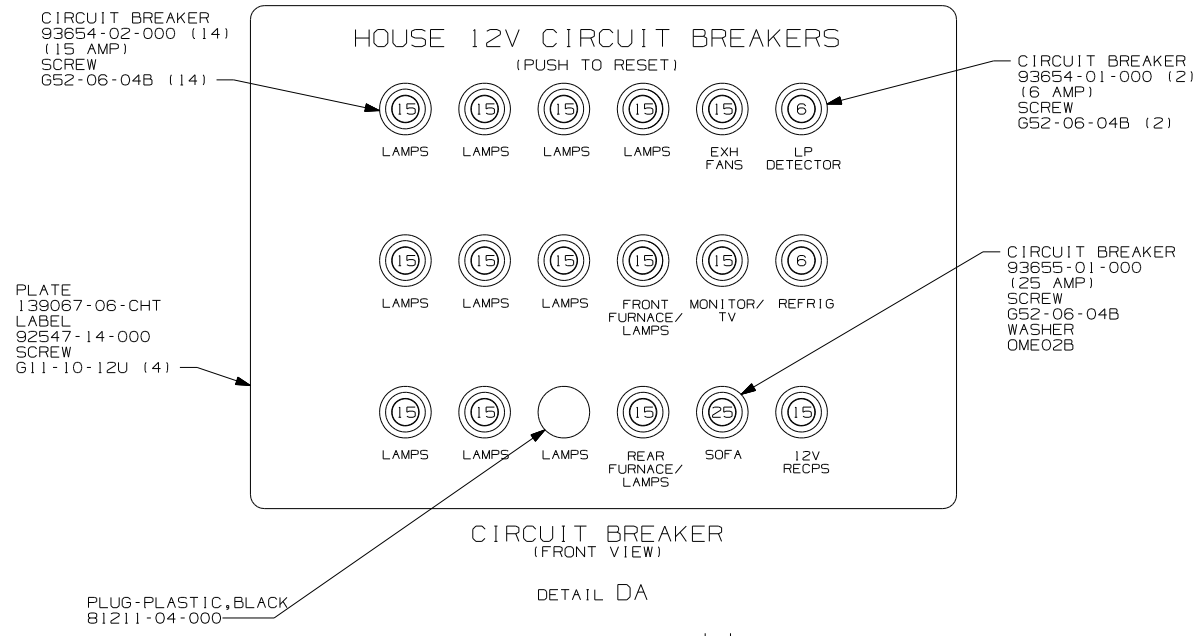 CIRCUIT BREAKER
93654-02-000 (14)
(15 AMP)
SCREW
G52-06-04B (14)
HOUSE 12V CIRCUIT BREAKERS
(PUSH TO RESET)
CIRCUIT BREAKER
93654-01-000 (2)
(6 AMP)
SCREW
G52-06-04B (2)
15 15 15 15 15 6
LAMPS LAMPS LAMPS LAMPS EXH FANS LP DETECTOR
15 15 15 15 15 6
LAMPS LAMPS LAMPS FRONT FURNACE/ LAMPS MONITOR/ TV REFRIG
CIRCUIT BREAKER
93655-01-000
(25 AMP)
SCREW
G52-06-04B
WASHER
OME02B
PLATE
139067-06-CHT
LABEL
92547-14-000
SCREW
G11-10-12U (4)
15 15 15 25 15
LAMPS LAMPS LAMPS REAR FURNACE/ LAMPS SOFA 12V RECPS
CIRCUIT BREAKER
(FRONT VIEW)
DETAIL DA
PLUG-PLASTIC,BLACK
81211-04-000